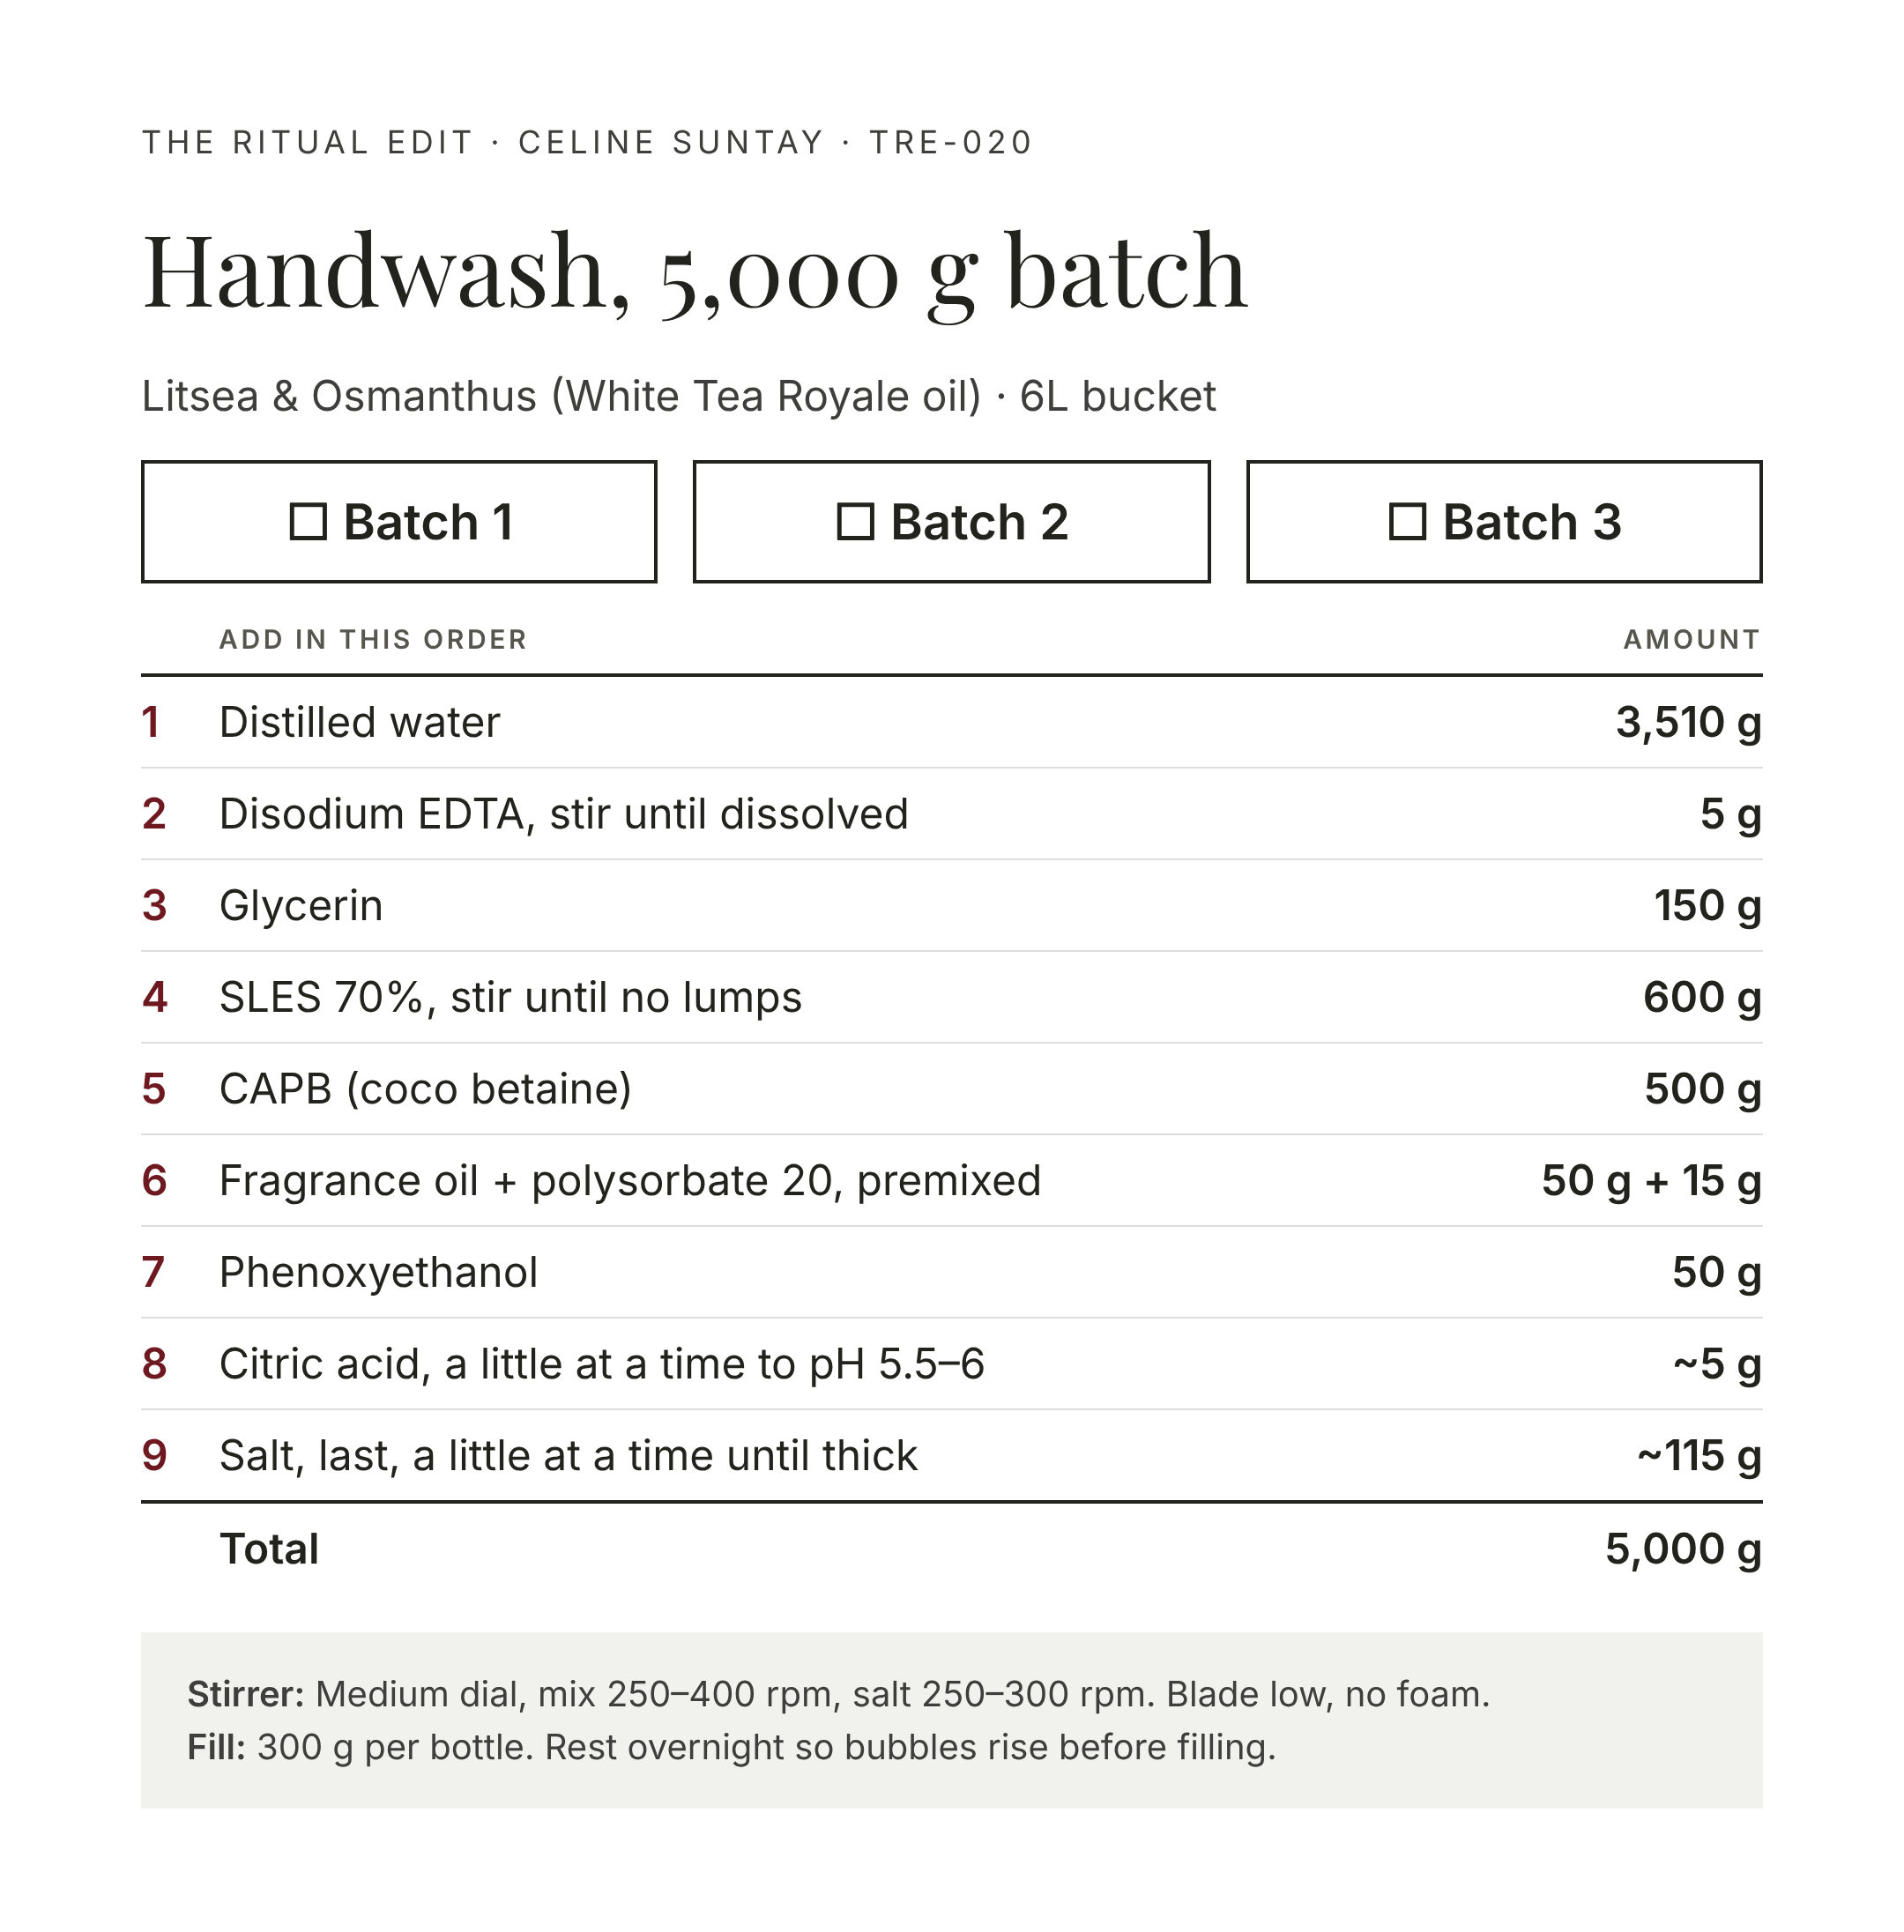 THE RITUAL EDIT · CELINE SUNTAY · TRE-020
Handwash, 5,000 g batch
Litsea & Osmanthus (White Tea Royale oil) · 6L bucket
☐ Batch 1 ☐ Batch 2 ☐ Batch 3
ADD IN THIS ORDER AMOUNT
1 Distilled water 3,510 g
2 Disodium EDTA, stir until dissolved 5 g
3 Glycerin 150 g
4 SLES 70%, stir until no lumps 600 g
5 CAPB (coco betaine) 500 g
6 Fragrance oil + polysorbate 20, premixed 50 g + 15 g
7 Phenoxyethanol 50 g
8 Citric acid, a little at a time to pH 5.5–6 ~5 g
9 Salt, last, a little at a time until thick ~115 g
Total 5,000 g
Stirrer: Medium dial, mix 250–400 rpm, salt 250–300 rpm. Blade low, no foam.
Fill: 300 g per bottle. Rest overnight so bubbles rise before filling.